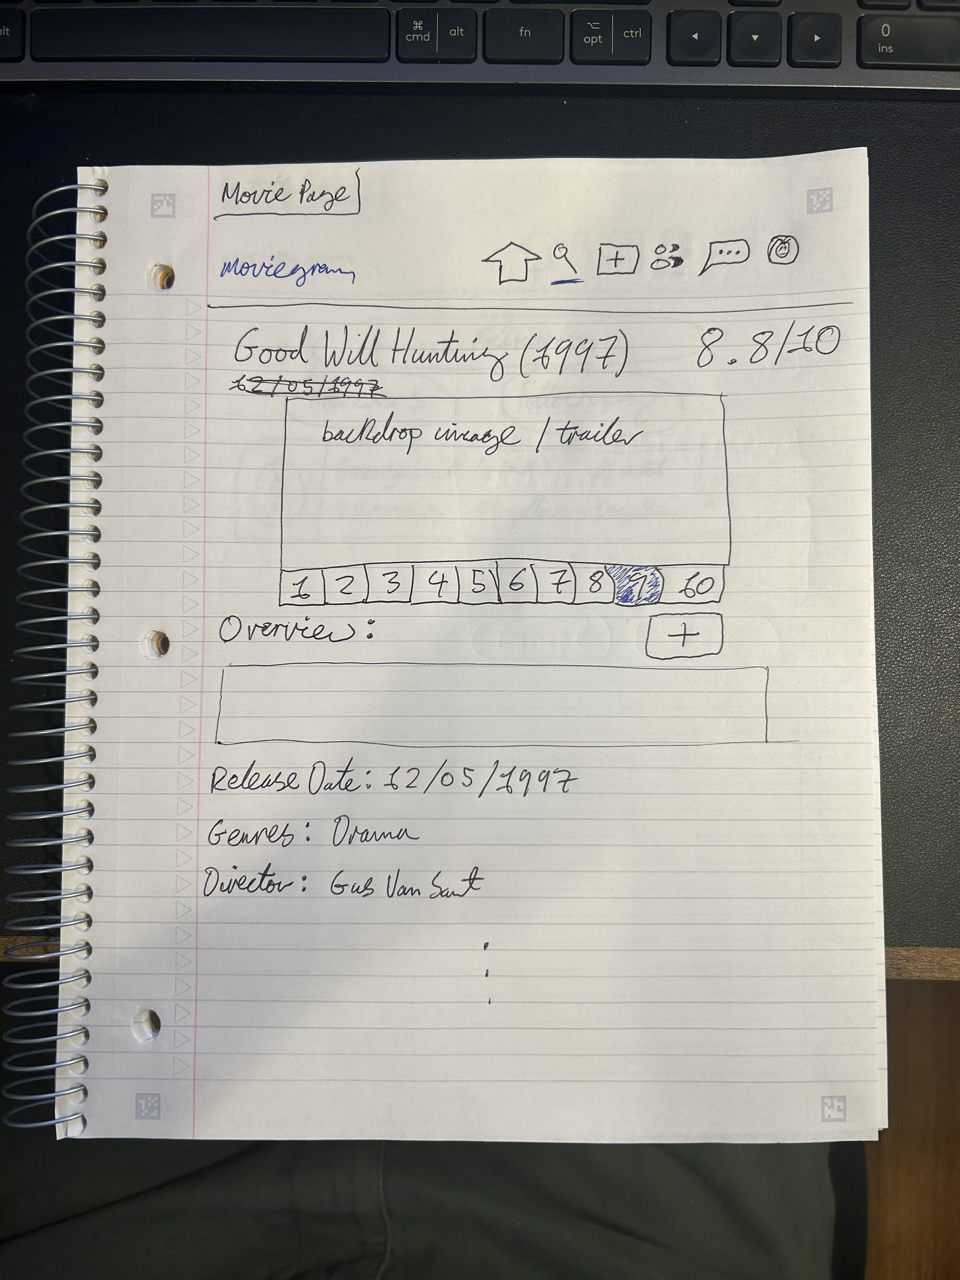 alt
⌘
cmd
alt
fn
⌥
opt
ctrl
0
ins
Movie Page
moviegram
+
Good Will Hunting (1997) 8.8/10
12/05/1997
backdrop image / trailer
1 2 3 4 5 6 7 8 9 10
Overview: +
Release Date: 12/05/1997
Genres: Drama
Director: Gus Van Sant